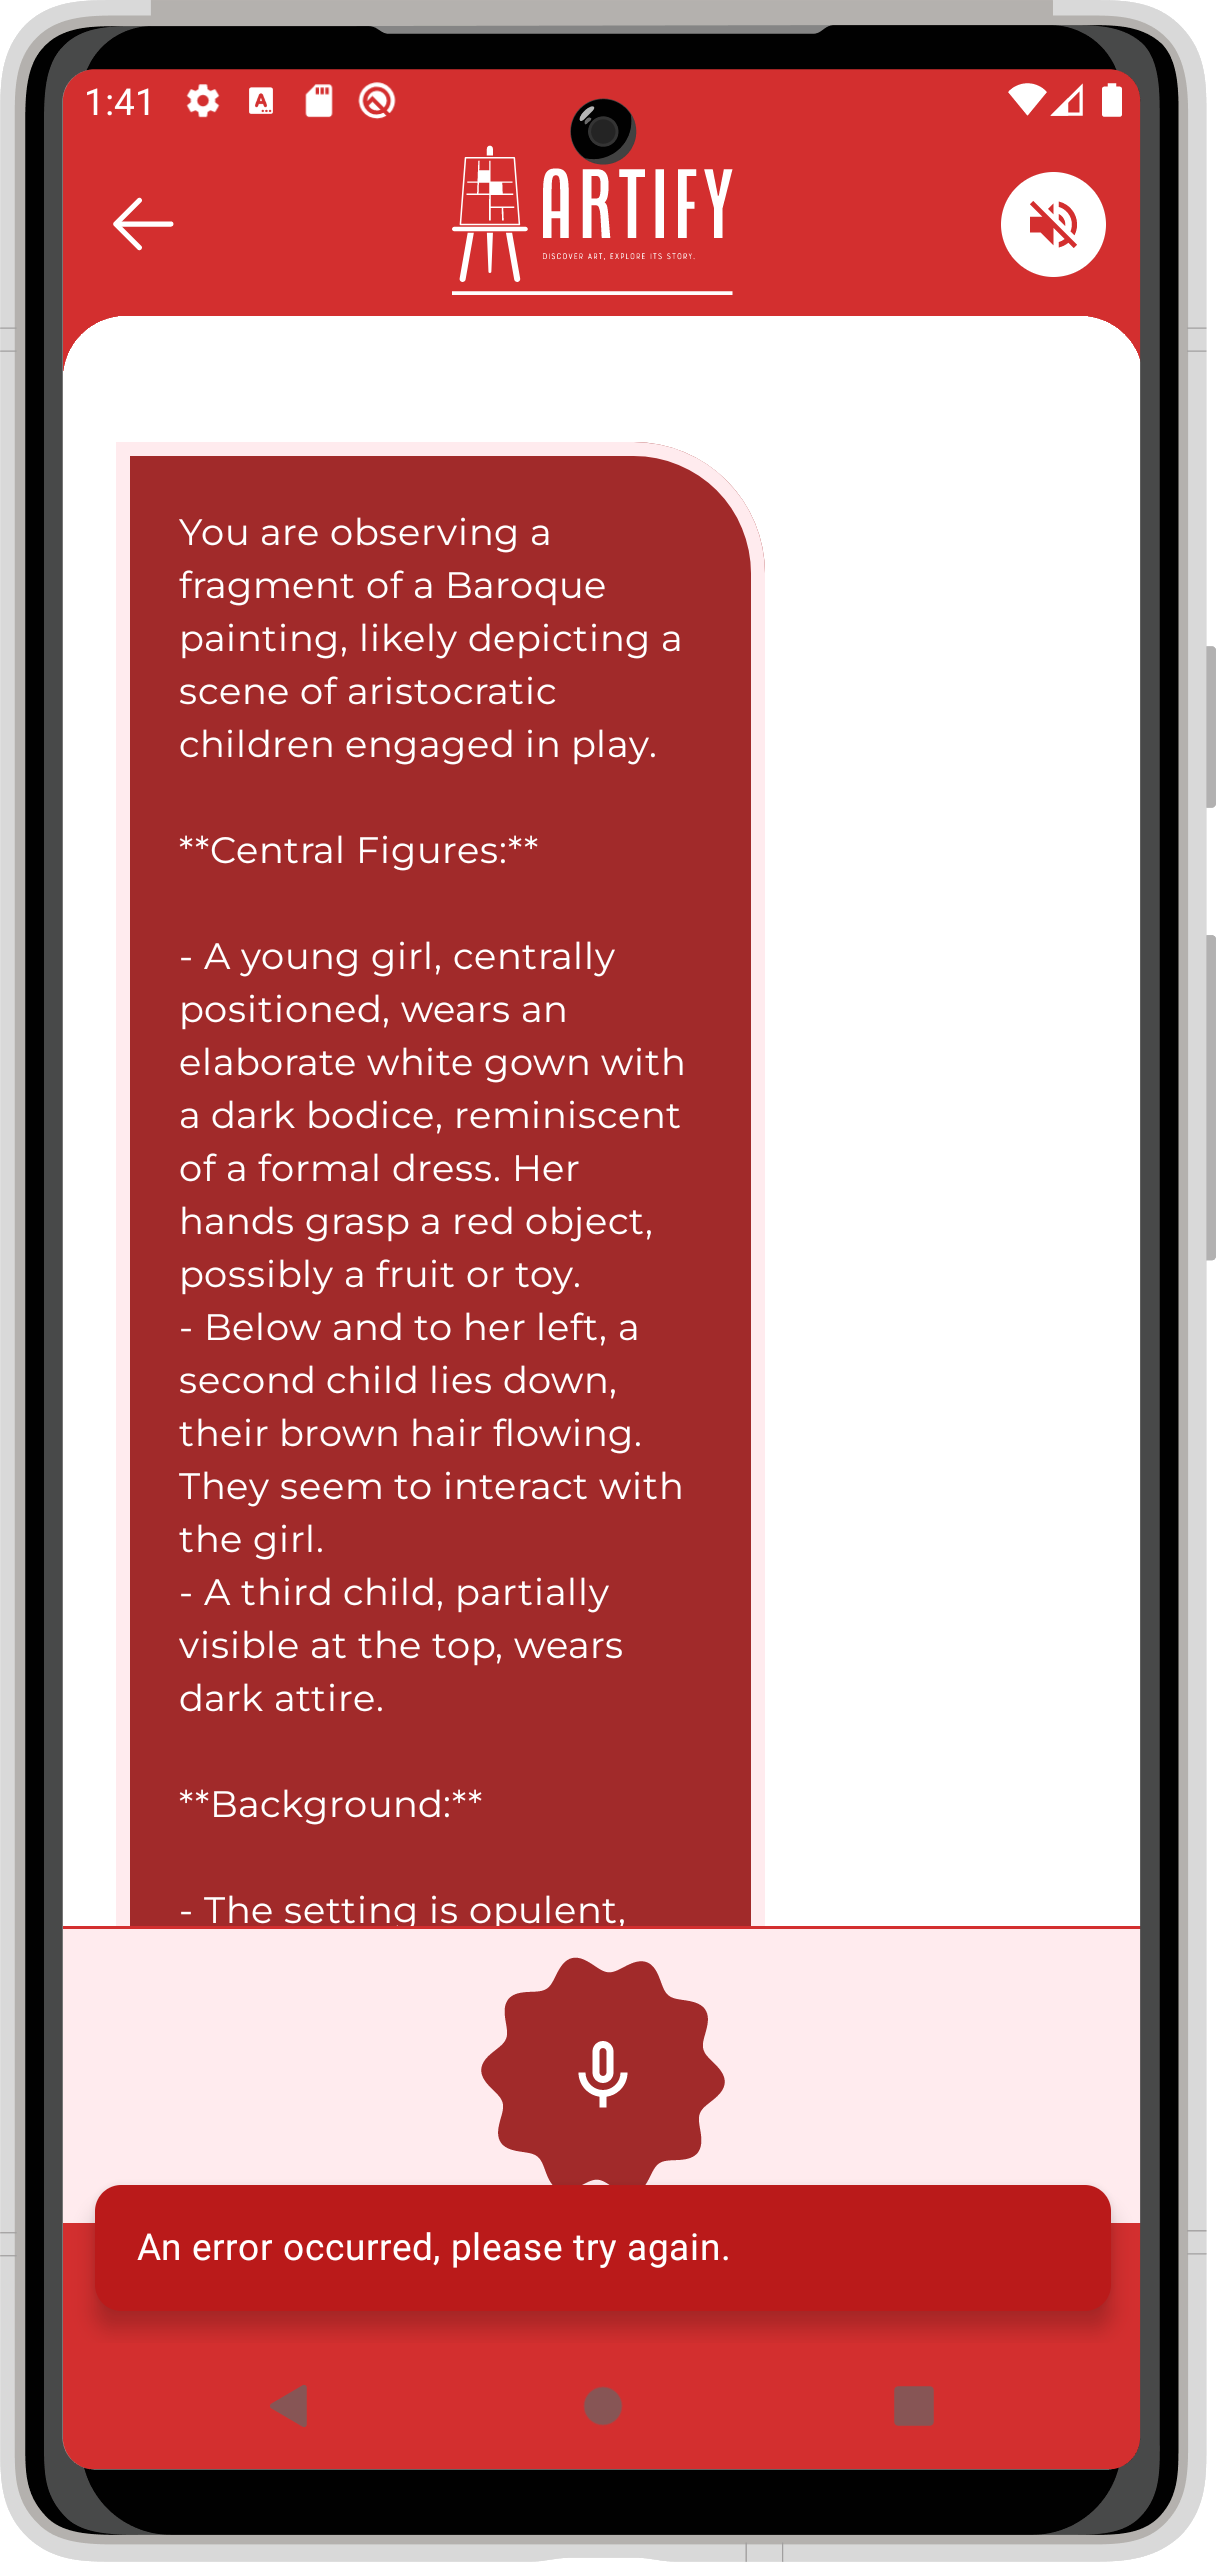 1:41
ARTIFY
DISCOVER ART, EXPLORE ITS STORY.
You are observing a
fragment of a Baroque
painting, likely depicting a
scene of aristocratic
children engaged in play.
**Central Figures:**
- A young girl, centrally
positioned, wears an
elaborate white gown with
a dark bodice, reminiscent
of a formal dress. Her
hands grasp a red object,
possibly a fruit or toy.
- Below and to her left, a
second child lies down,
their brown hair flowing.
They seem to interact with
the girl.
- A third child, partially
visible at the top, wears
dark attire.
**Background:**
- The setting is opulent,
An error occurred, please try again.